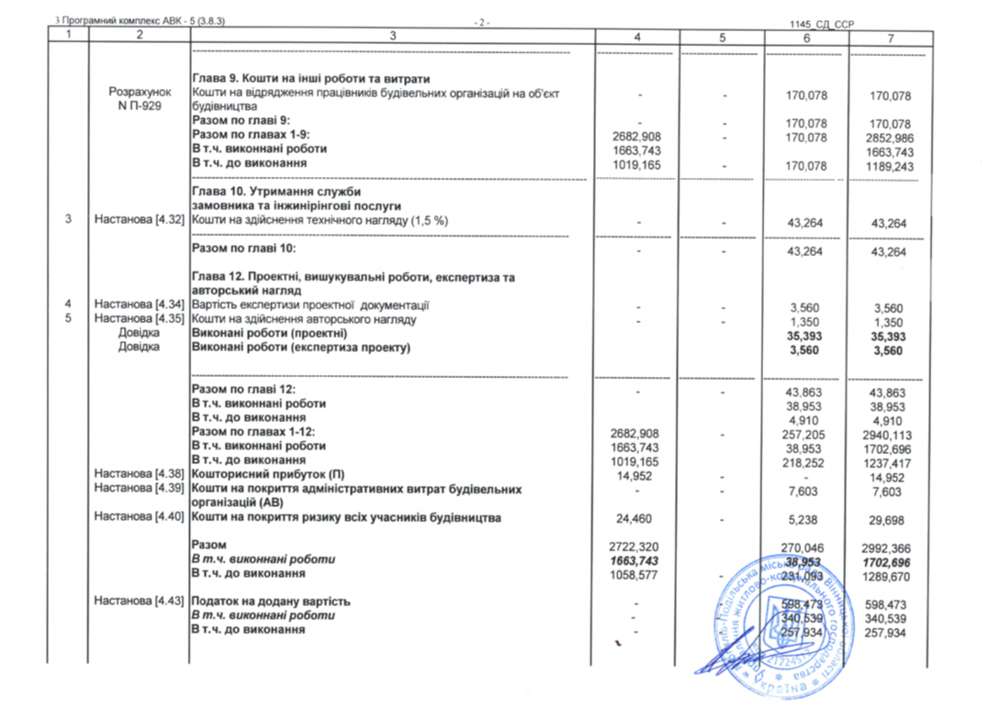 3 Програмний комплекс АВК - 5 (3.8.3) - 2 - 1145_СД_ССР
1 2 3 4 5 6 7
Глава 9. Кошти на інші роботи та витрати
Розрахунок Кошти на відрядження працівників будівельних організацій на об'єкт - - 170,078 170,078
N П-929 будівництва
Разом по главі 9: - - 170,078 170,078
Разом по главах 1-9: 2682,908 - 170,078 2852,986
В т.ч. виконнані роботи 1663,743 1663,743
В т.ч. до виконання 1019,165 - 170,078 1189,243
Глава 10. Утримання служби
замовника та інжинірінгові послуги
3 Настанова [4.32] Кошти на здійснення технічного нагляду (1,5 %) - - 43,264 43,264
Разом по главі 10: - - 43,264 43,264
Глава 12. Проектні, вишукувальні роботи, експертиза та
авторський нагляд
4 Настанова [4.34] Вартість експертизи проектної документації - - 3,560 3,560
5 Настанова [4.35] Кошти на здійснення авторського нагляду - - 1,350 1,350
Довідка Виконані роботи (проектні) 35,393 35,393
Довідка Виконані роботи (експертиза проекту) 3,560 3,560
Разом по главі 12: - - 43,863 43,863
В т.ч. виконнані роботи 38,953 38,953
В т.ч. до виконання 4,910 4,910
Разом по главах 1-12: 2682,908 - 257,205 2940,113
В т.ч. виконнані роботи 1663,743 38,953 1702,696
В т.ч. до виконання 1019,165 218,252 1237,417
Настанова [4.38] Кошторисний прибуток (П) 14,952 - - 14,952
Настанова [4.39] Кошти на покриття адміністративних витрат будівельних - - 7,603 7,603
організацій (АВ)
Настанова [4.40] Кошти на покриття ризику всіх учасників будівництва 24,460 - 5,238 29,698
Разом 2722,320 270,046 2992,366
В т.ч. виконнані роботи 1663,743 38,953 1702,696
В т.ч. до виконання 1058,577 - 231,093 1289,670
Настанова [4.43] Податок на додану вартість - - 598,473 598,473
В т.ч. виконнані роботи - - 340,539 340,539
В т.ч. до виконання - - 257,934 257,934
Подільська міська рада Вінницької області
житлово-комунального господарства
Україна